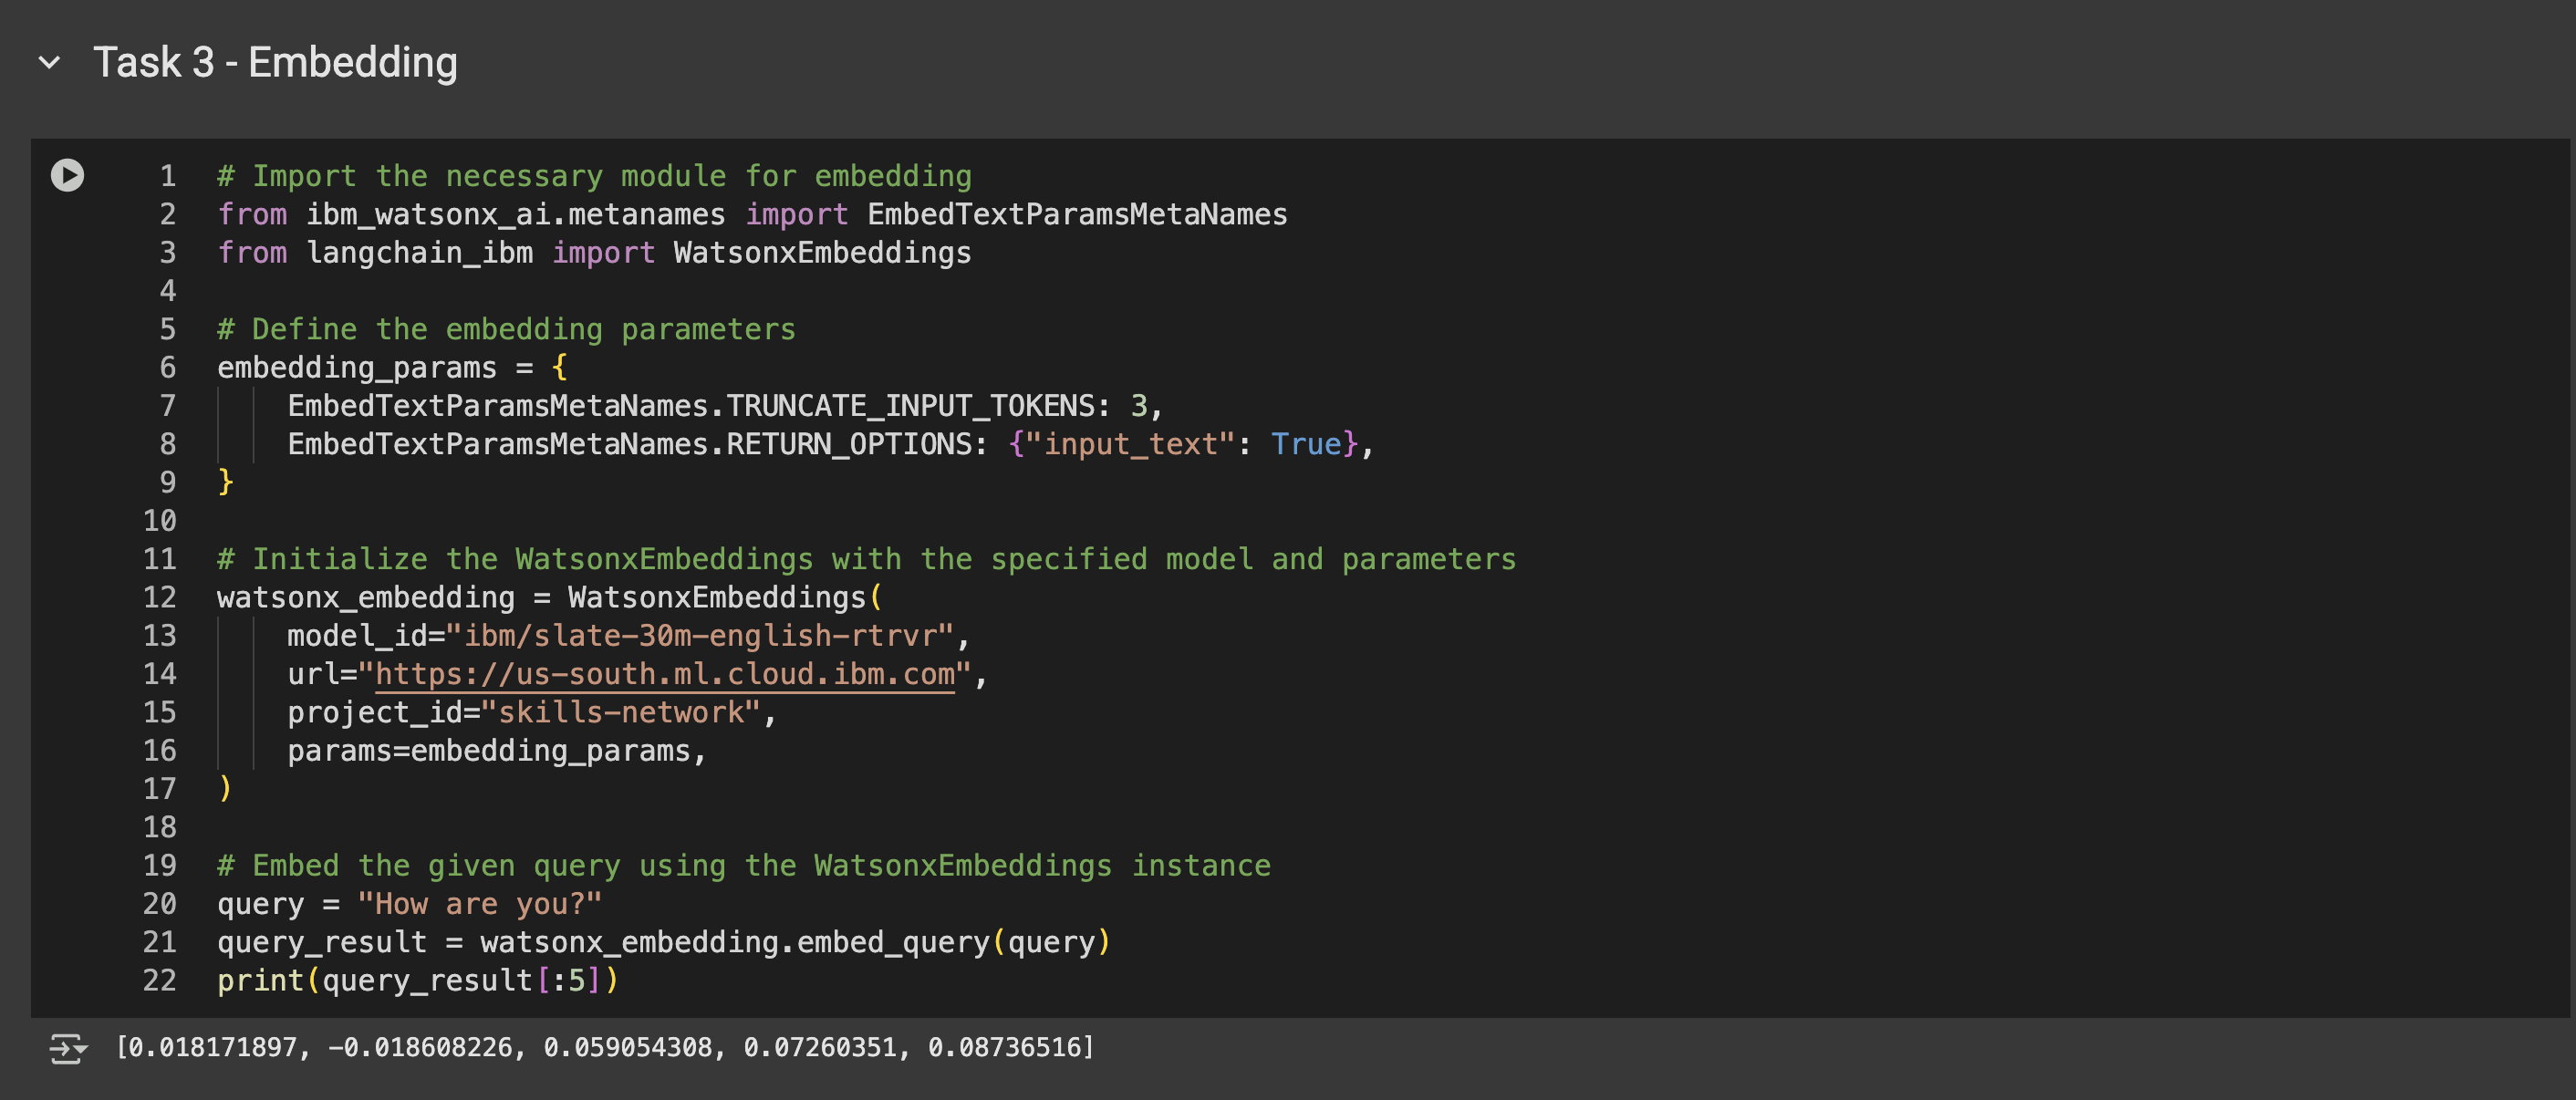 Task 3 - Embedding
1 # Import the necessary module for embedding
2 from ibm_watsonx_ai.metanames import EmbedTextParamsMetaNames
3 from langchain_ibm import WatsonxEmbeddings
4
5 # Define the embedding parameters
6 embedding_params = {
7     EmbedTextParamsMetaNames.TRUNCATE_INPUT_TOKENS: 3,
8     EmbedTextParamsMetaNames.RETURN_OPTIONS: {"input_text": True},
9 }
10
11 # Initialize the WatsonxEmbeddings with the specified model and parameters
12 watsonx_embedding = WatsonxEmbeddings(
13     model_id="ibm/slate-30m-english-rtrvr",
14     url="https://us-south.ml.cloud.ibm.com",
15     project_id="skills-network",
16     params=embedding_params,
17 )
18
19 # Embed the given query using the WatsonxEmbeddings instance
20 query = "How are you?"
21 query_result = watsonx_embedding.embed_query(query)
22 print(query_result[:5])
[0.018171897, -0.018608226, 0.059054308, 0.07260351, 0.08736516]